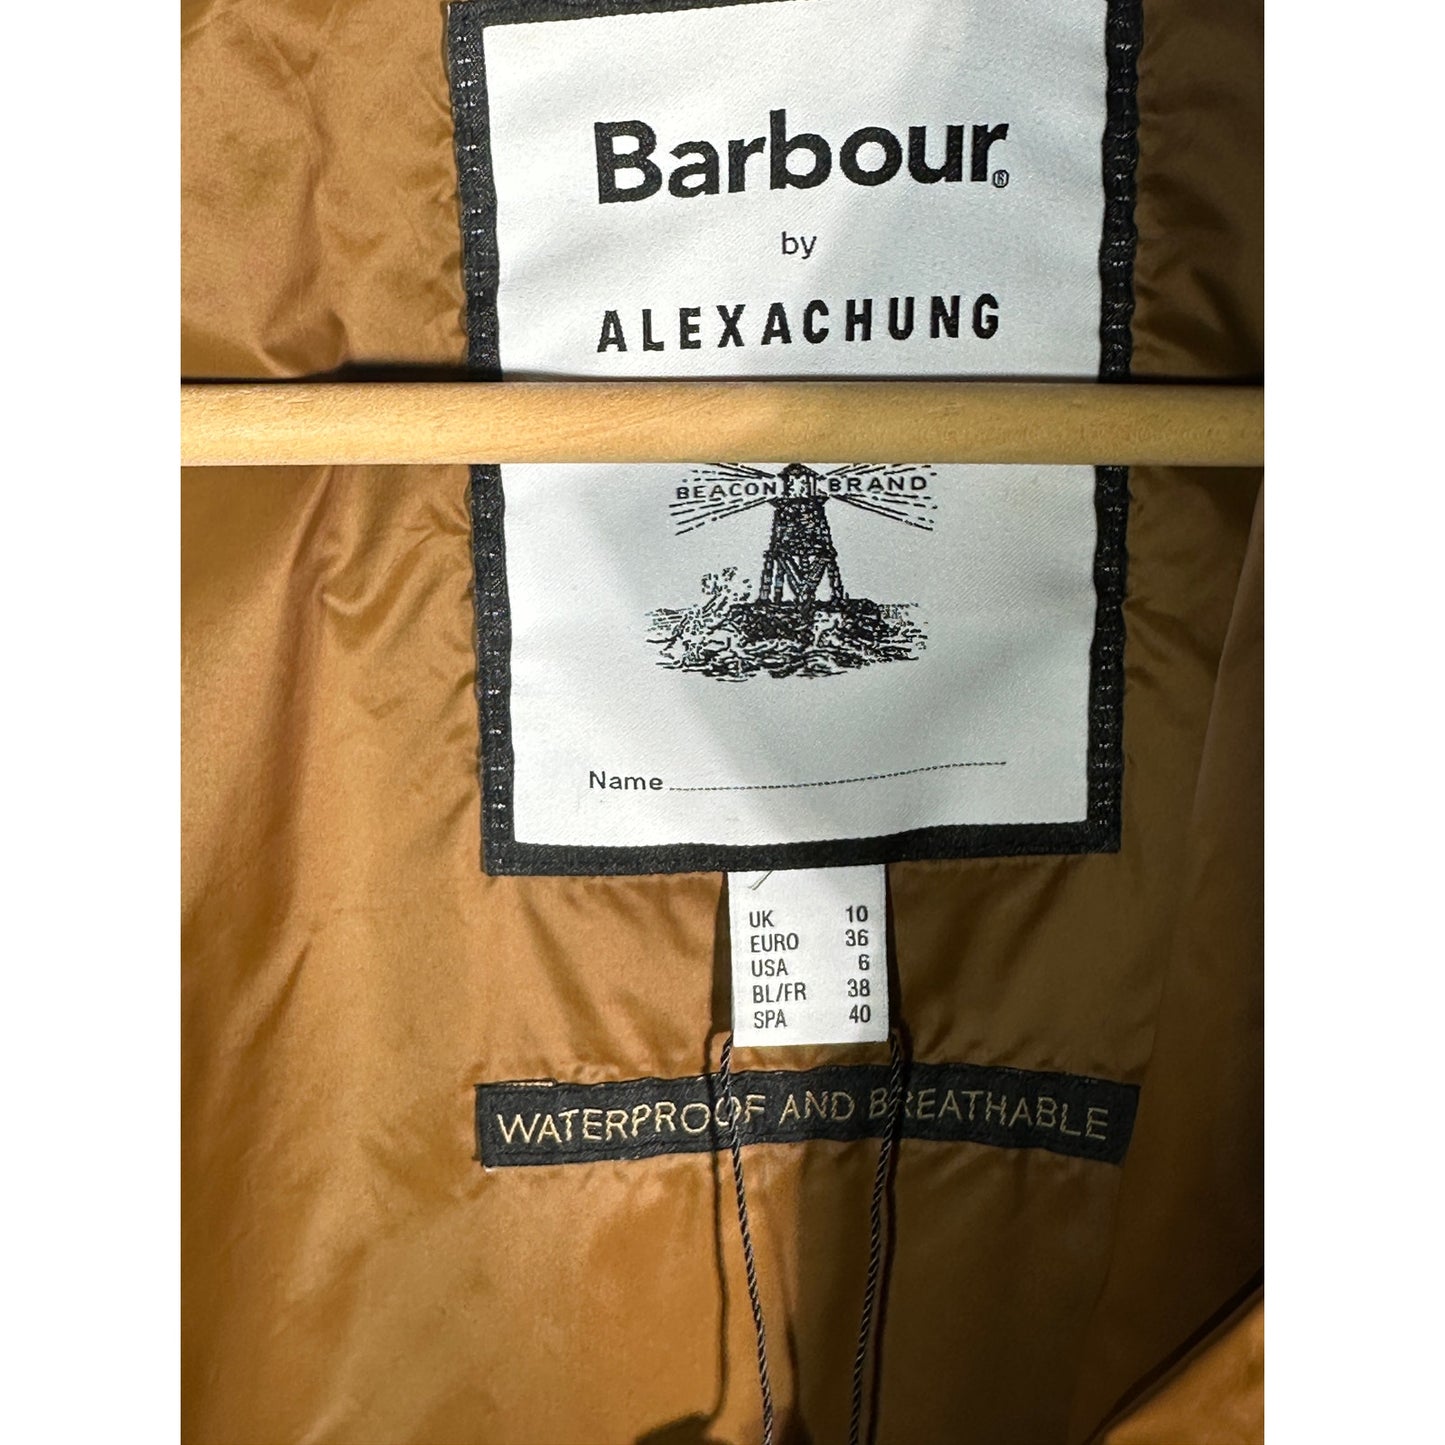 Barbour®
by
ALEXACHUNG
BEACON BRAND
Name
UK 10
EURO 36
USA 6
BL/FR 38
SPA 40
WATERPROOF AND BREATHABLE